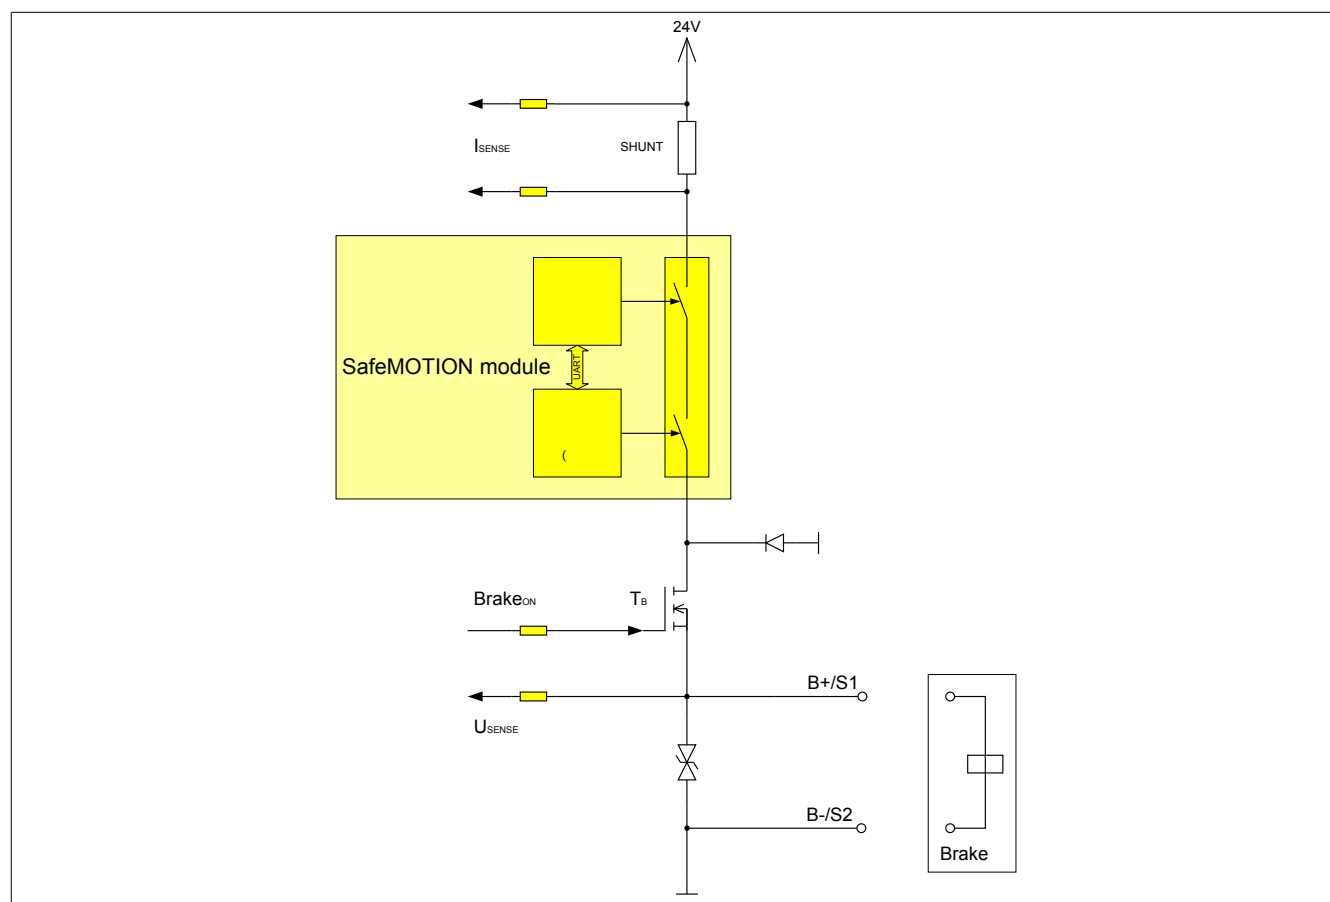 24V
ISENSE
SHUNT
SafeMOTION module
UART
(
BrakeON
TB
B+/S1
USENSE
B-/S2
Brake